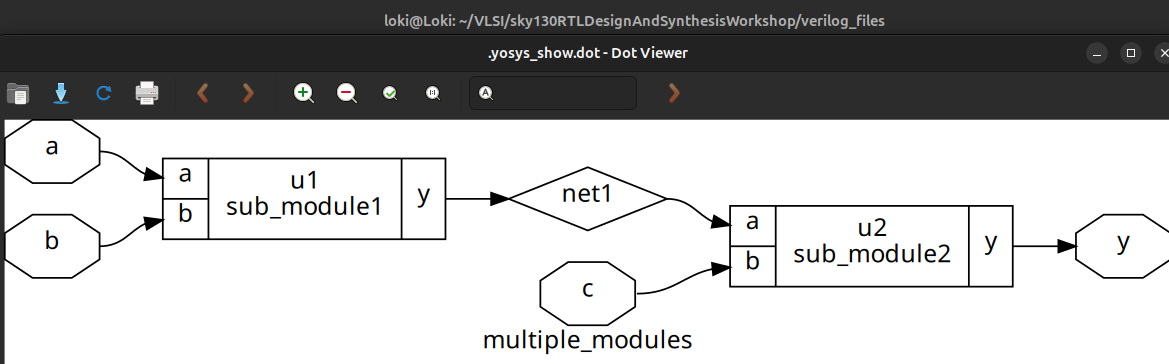 loki@Loki: ~/VLSI/sky130RTLDesignAndSynthesisWorkshop/verilog_files
.yosys_show.dot - Dot Viewer
a
b
a
b
u1
sub_module1
y
net1
c
a
b
u2
sub_module2
y
y
multiple_modules